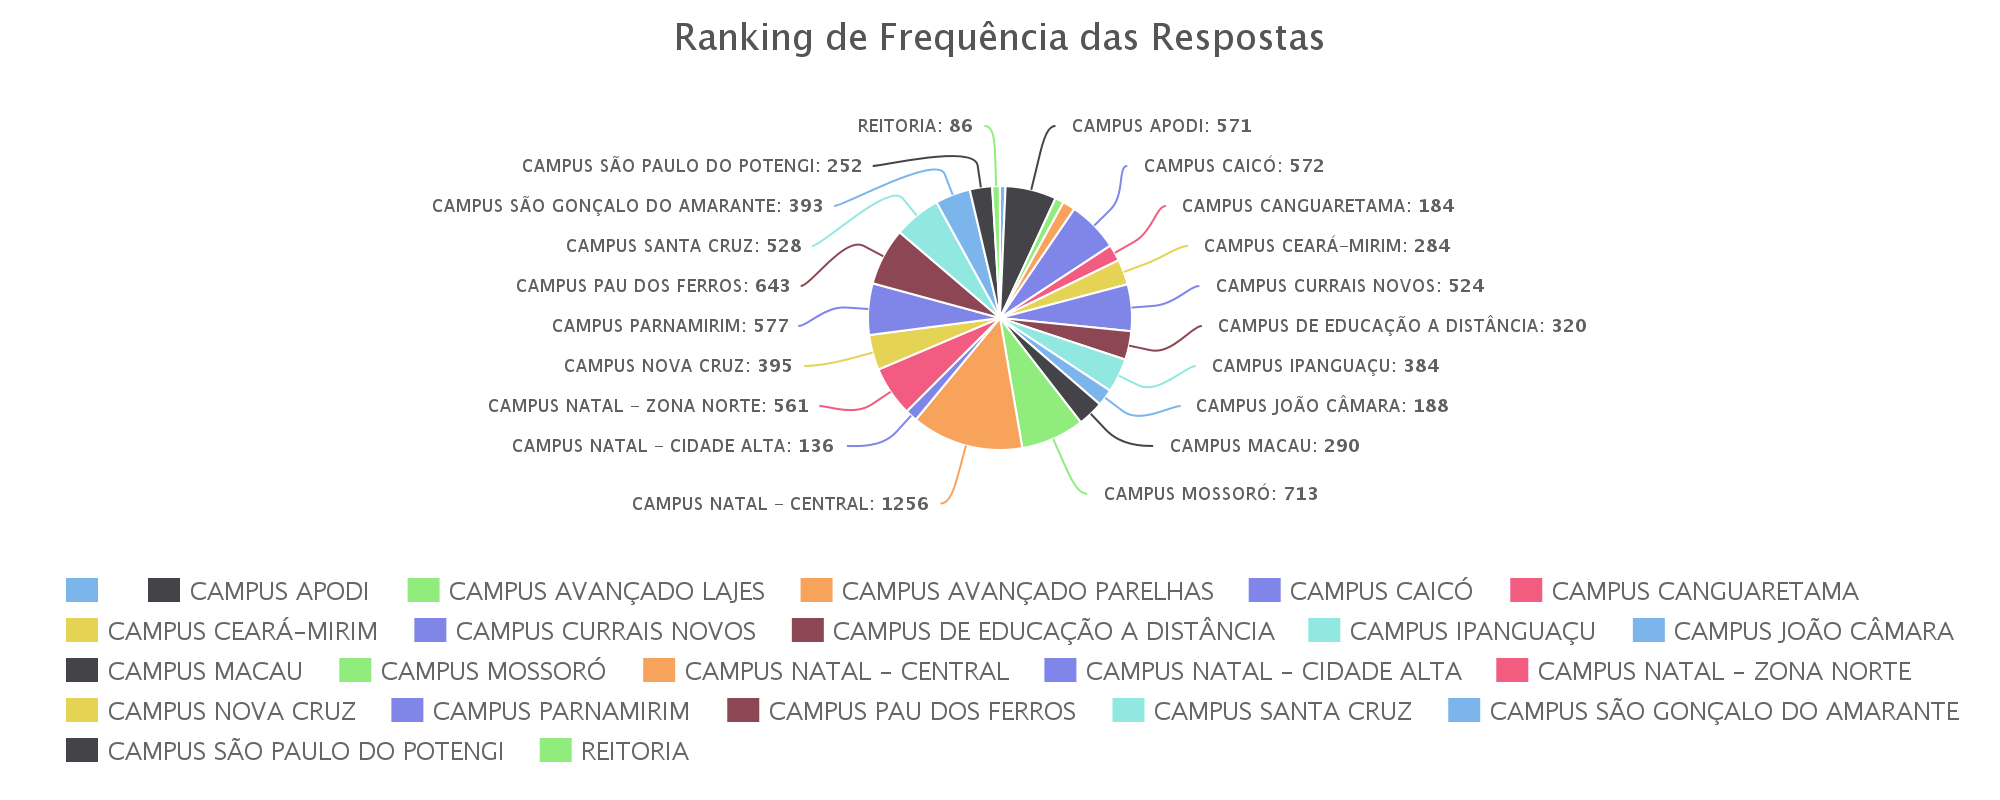 Ranking de Frequência das Respostas
REITORIA: 86
CAMPUS APODI: 571
CAMPUS SÃO PAULO DO POTENGI: 252
CAMPUS CAICÓ: 572
CAMPUS SÃO GONÇALO DO AMARANTE: 393
CAMPUS CANGUARETAMA: 184
CAMPUS SANTA CRUZ: 528
CAMPUS CEARÁ-MIRIM: 284
CAMPUS PAU DOS FERROS: 643
CAMPUS CURRAIS NOVOS: 524
CAMPUS PARNAMIRIM: 577
CAMPUS DE EDUCAÇÃO A DISTÂNCIA: 320
CAMPUS NOVA CRUZ: 395
CAMPUS IPANGUAÇU: 384
CAMPUS NATAL - ZONA NORTE: 561
CAMPUS JOÃO CÂMARA: 188
CAMPUS NATAL - CIDADE ALTA: 136
CAMPUS MACAU: 290
CAMPUS NATAL - CENTRAL: 1256
CAMPUS MOSSORÓ: 713
CAMPUS APODI CAMPUS AVANÇADO LAJES CAMPUS AVANÇADO PARELHAS CAMPUS CAICÓ CAMPUS CANGUARETAMA
CAMPUS CEARÁ-MIRIM CAMPUS CURRAIS NOVOS CAMPUS DE EDUCAÇÃO A DISTÂNCIA CAMPUS IPANGUAÇU CAMPUS JOÃO CÂMARA
CAMPUS MACAU CAMPUS MOSSORÓ CAMPUS NATAL - CENTRAL CAMPUS NATAL - CIDADE ALTA CAMPUS NATAL - ZONA NORTE
CAMPUS NOVA CRUZ CAMPUS PARNAMIRIM CAMPUS PAU DOS FERROS CAMPUS SANTA CRUZ CAMPUS SÃO GONÇALO DO AMARANTE
CAMPUS SÃO PAULO DO POTENGI REITORIA